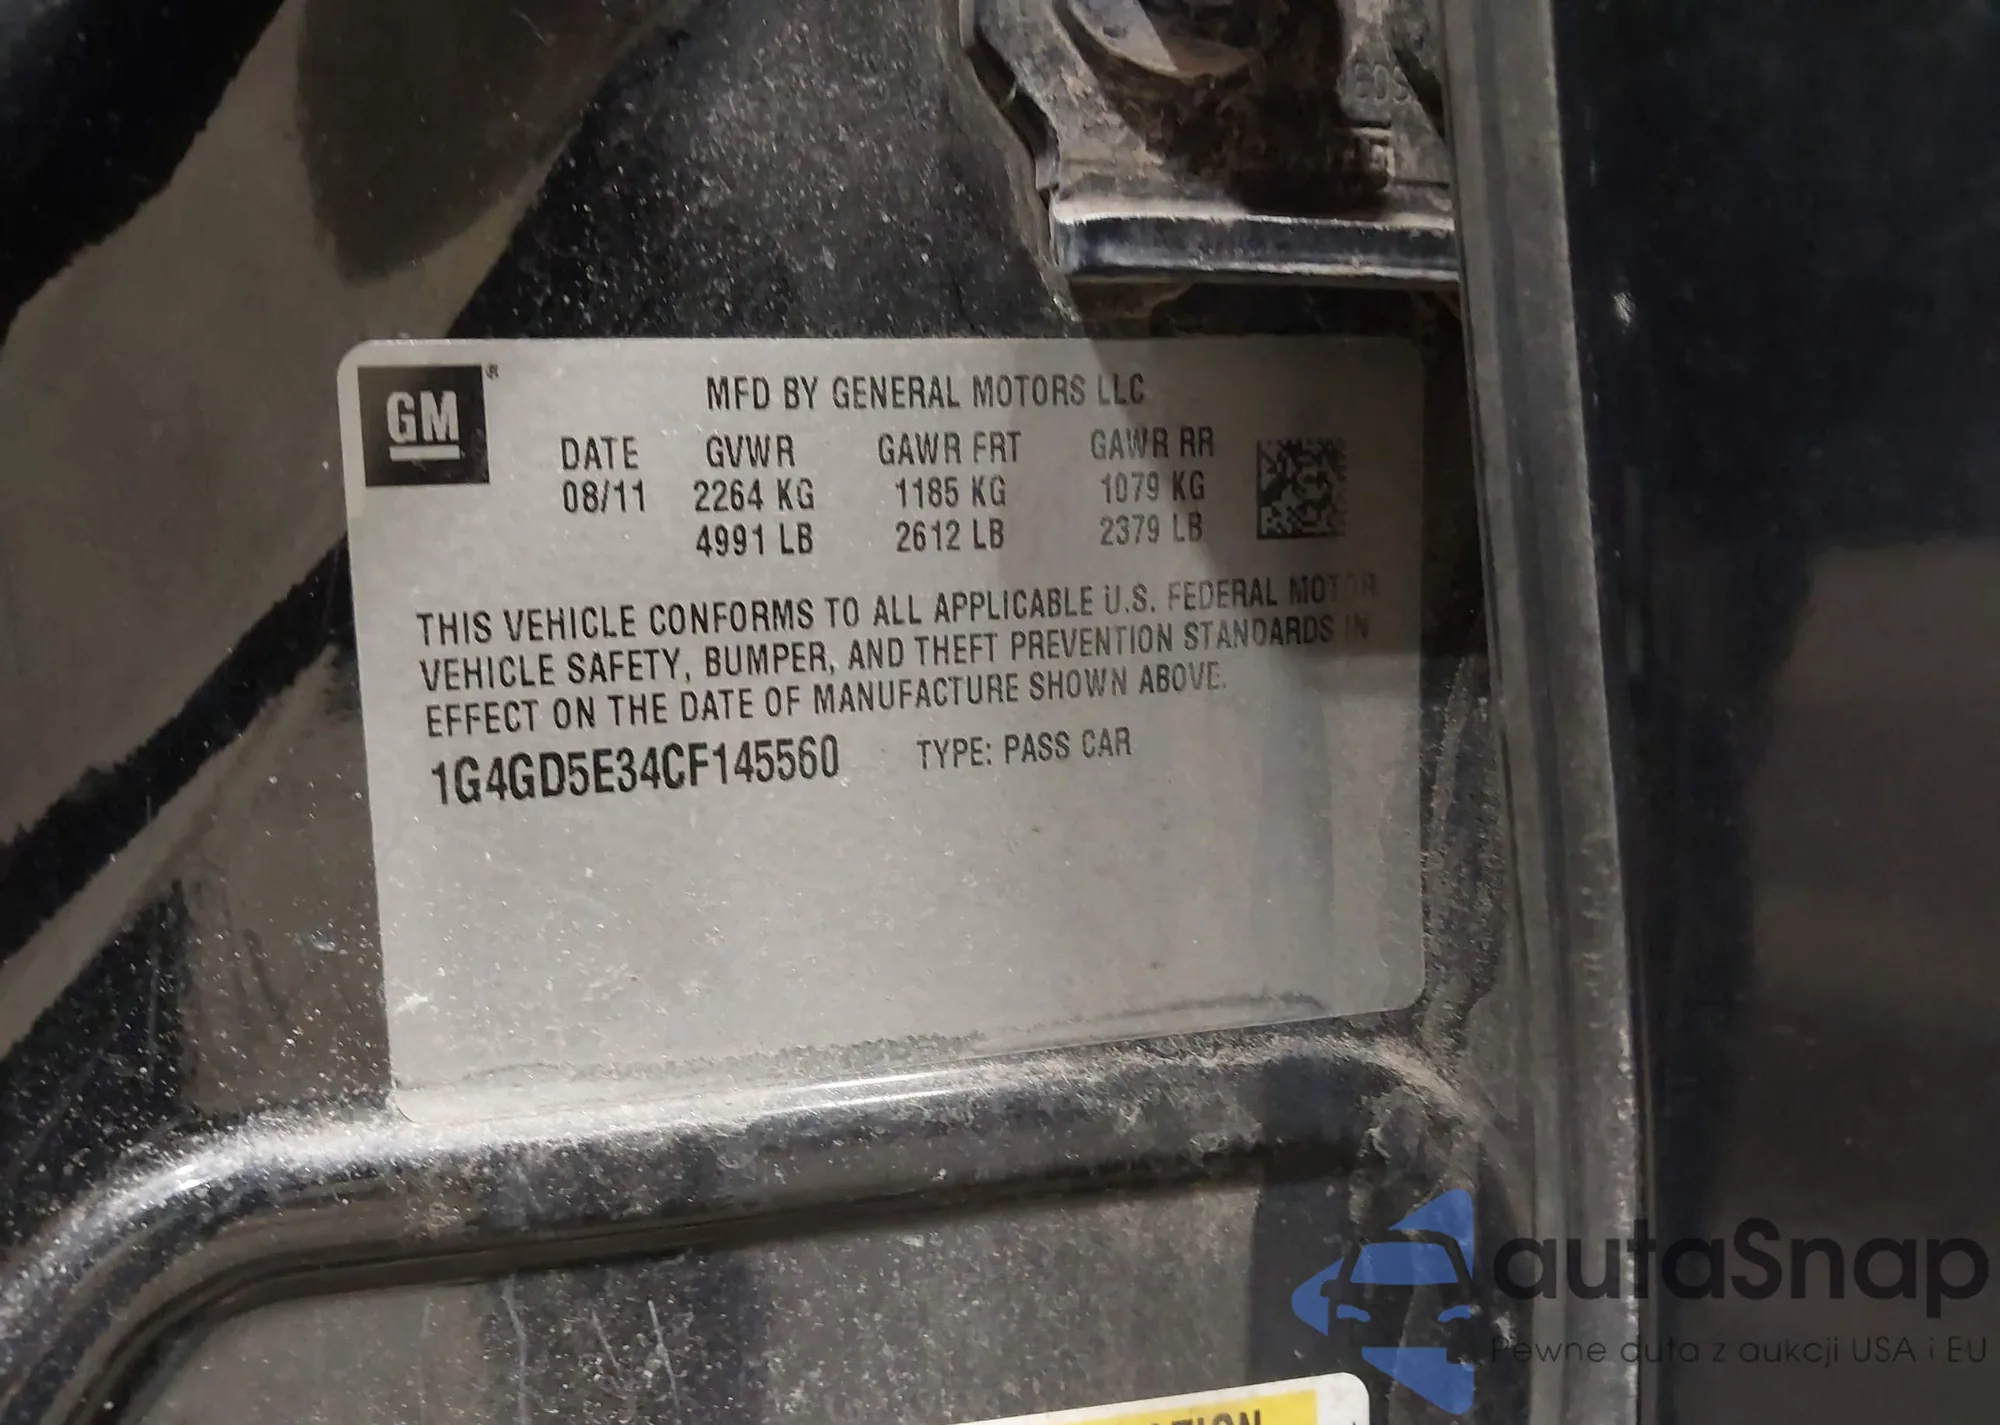 GM®
MFD BY GENERAL MOTORS LLC
DATE GVWR GAWR FRT GAWR RR
08/11 2264 KG 1185 KG 1079 KG
4991 LB 2612 LB 2379 LB
THIS VEHICLE CONFORMS TO ALL APPLICABLE U.S. FEDERAL MOTOR
VEHICLE SAFETY, BUMPER, AND THEFT PREVENTION STANDARDS IN
EFFECT ON THE DATE OF MANUFACTURE SHOWN ABOVE.
1G4GD5E34CF145560 TYPE: PASS CAR
autaSnap
Pewne auta z aukcji USA i EU